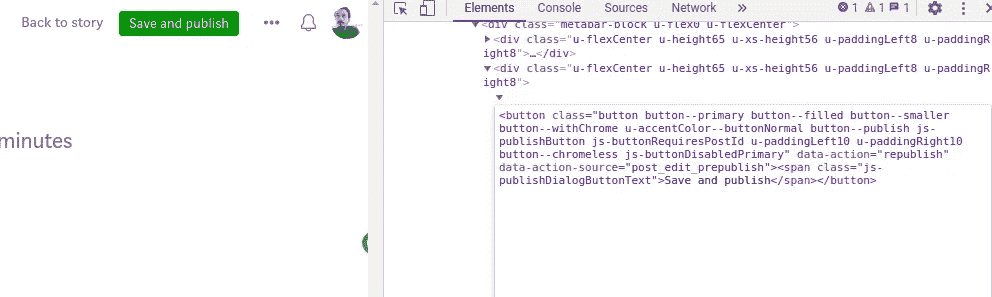 Back to story Save and publish
minutes
Elements Console Sources Network » 1 1 1
<div class="metabar-block u-flex0 u-flexCenter">
<div class="u-flexCenter u-height65 u-xs-height56 u-paddingLeft8 u-paddingR
ight8">…</div>
<div class="u-flexCenter u-height65 u-xs-height56 u-paddingLeft8 u-paddingR
ight8">
<button class="button button--primary button--filled button--smaller
button--withChrome u-accentColor--buttonNormal button--publish js-
publishButton js-buttonRequiresPostId u-paddingLeft10 u-paddingRight10
button--chromeless js-buttonDisabledPrimary" data-action="republish"
data-action-source="post_edit_prepublish"><span class="js-
publishDialogButtonText">Save and publish</span></button>